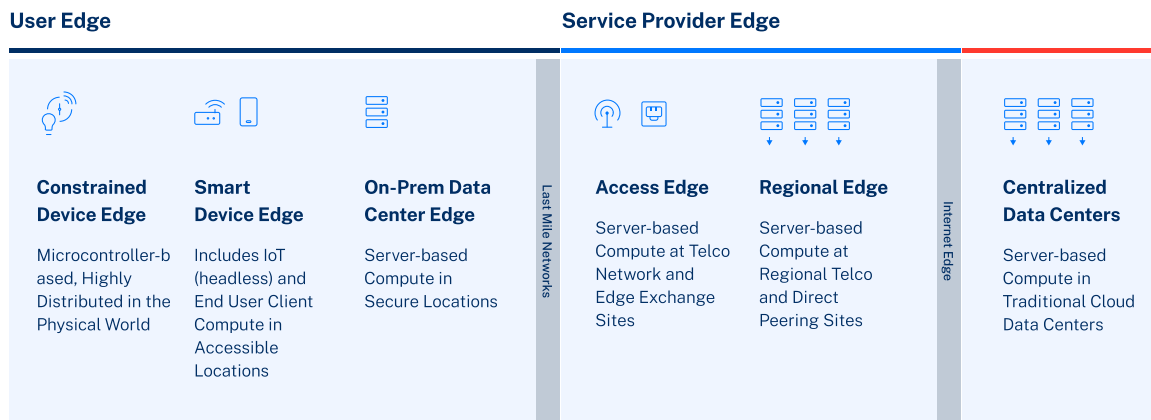 User Edge
Service Provider Edge
Constrained
Device Edge
Microcontroller-b
ased, Highly
Distributed in the
Physical World
Smart
Device Edge
Includes IoT
(headless) and
End User Client
Compute in
Accessible
Locations
On-Prem Data
Center Edge
Server-based
Compute in
Secure Locations
Last Mile Networks
Access Edge
Server-based
Compute at Telco
Network and
Edge Exchange
Sites
Regional Edge
Server-based
Compute at
Regional Telco
and Direct
Peering Sites
Internet Edge
Centralized
Data Centers
Server-based
Compute in
Traditional Cloud
Data Centers